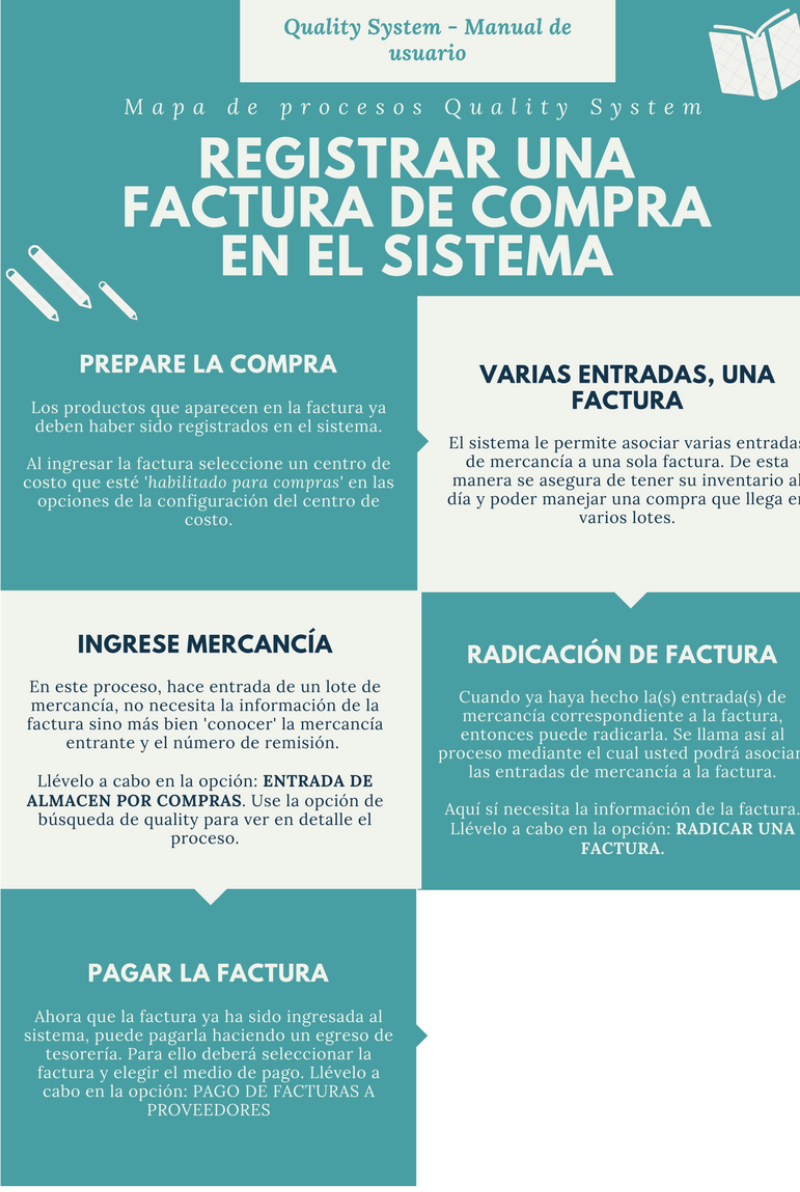 Quality System - Manual de
usuario
Mapa de procesos Quality System
REGISTRAR UNA
FACTURA DE COMPRA
EN EL SISTEMA
PREPARE LA COMPRA
Los productos que aparecen en la factura ya
deben haber sido registrados en el sistema.
Al ingresar la factura seleccione un centro de
costo que esté 'habilitado para compras' en las
opciones de la configuración del centro de
costo.
VARIAS ENTRADAS, UNA
FACTURA
El sistema le permite asociar varias entradas
de mercancía a una sola factura. De esta
manera se asegura de tener su inventario al
día y poder manejar una compra que llega en
varios lotes.
INGRESE MERCANCÍA
En este proceso, hace entrada de un lote de
mercancía, no necesita la información de la
factura sino más bien 'conocer' la mercancía
entrante y el número de remisión.
Llévelo a cabo en la opción: ENTRADA DE
ALMACEN POR COMPRAS. Use la opción de
búsqueda de quality para ver en detalle el
proceso.
RADICACIÓN DE FACTURA
Cuando ya haya hecho la(s) entrada(s) de
mercancía correspondiente a la factura,
entonces puede radicarla. Se llama así al
proceso mediante el cual usted podrá asociar
las entradas de mercancía a la factura.
Aquí sí necesita la información de la factura.
Llévelo a cabo en la opción: RADICAR UNA
FACTURA.
PAGAR LA FACTURA
Ahora que la factura ya ha sido ingresada al
sistema, puede pagarla haciendo un egreso de
tesorería. Para ello deberá seleccionar la
factura y elegir el medio de pago. Llévelo a
cabo en la opción: PAGO DE FACTURAS A
PROVEEDORES